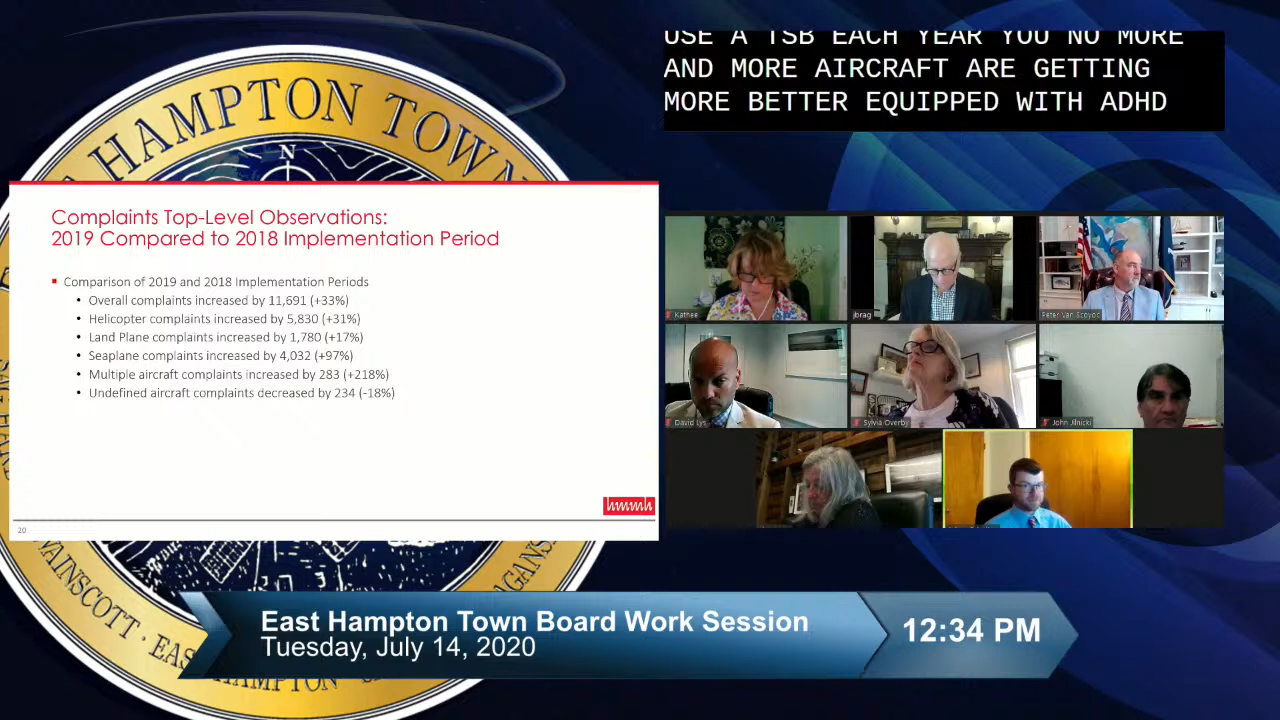 USE A TSB EACH YEAR YOU NO MORE
AND MORE AIRCRAFT ARE GETTING
MORE BETTER EQUIPPED WITH ADHD
HAMPTON TOWN
N
Complaints Top-Level Observations:
2019 Compared to 2018 Implementation Period
Comparison of 2019 and 2018 Implementation Periods
• Overall complaints increased by 11,691 (+33%)
• Helicopter complaints increased by 5,830 (+31%)
• Land Plane complaints increased by 1,780 (+17%)
• Seaplane complaints increased by 4,032 (+97%)
• Multiple aircraft complaints increased by 283 (+218%)
• Undefined aircraft complaints decreased by 234 (-18%)
hmmh
20
Kathee
jbrag
Peter Van Scoyoc
David Lys
Sylvia Overby
John Jilnicki
WAINSCOTT · EAS
HAMPTON
East Hampton Town Board Work Session
Tuesday, July 14, 2020
12:34 PM